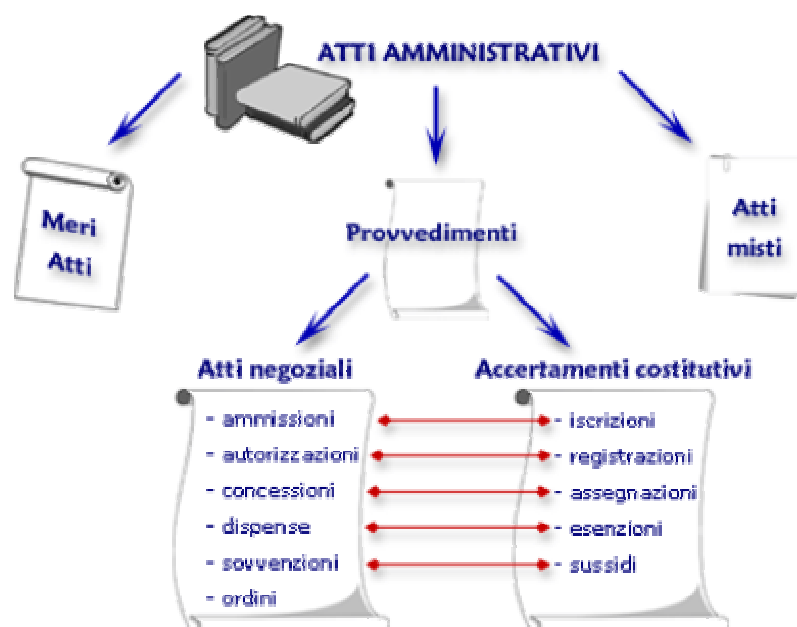 ATTI AMMINISTRATIVI
Meri
Atti
Provvedimenti
Atti
misti
Atti negoziali
- ammissioni
- autorizzazioni
- concessioni
- dispense
- sovvenzioni
- ordini
Accertamenti costitutivi
- iscrizioni
- registrazioni
- assegnazioni
- esenzioni
- sussidi